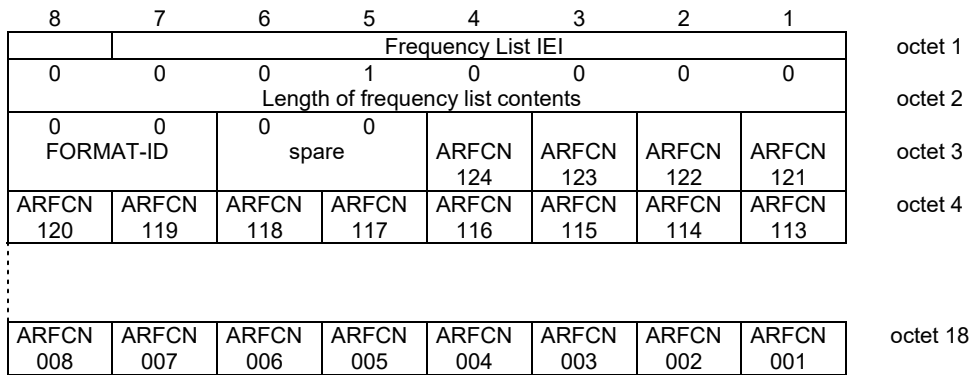 8 7 6 5 4 3 2 1
Frequency List IEI octet 1
0 0 0 1 0 0 0 0
Length of frequency list contents octet 2
0 0 0 0
FORMAT-ID spare ARFCN ARFCN ARFCN ARFCN octet 3
124 123 122 121
ARFCN ARFCN ARFCN ARFCN ARFCN ARFCN ARFCN ARFCN octet 4
120 119 118 117 116 115 114 113
ARFCN ARFCN ARFCN ARFCN ARFCN ARFCN ARFCN ARFCN octet 18
008 007 006 005 004 003 002 001